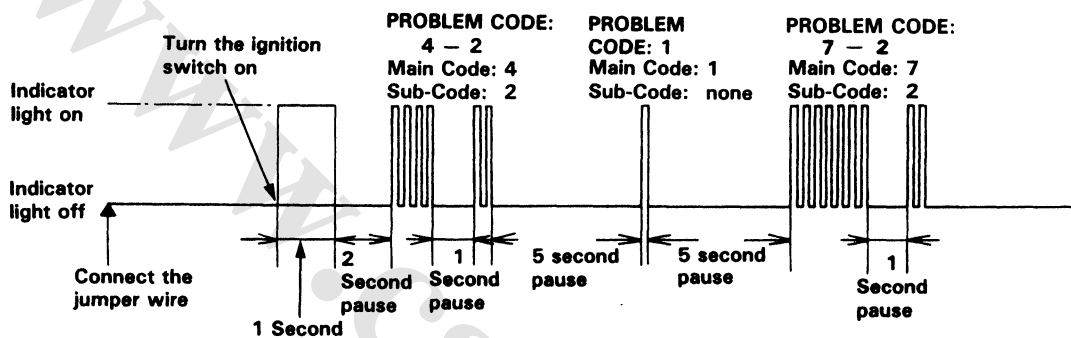 Turn the ignition
switch on
PROBLEM CODE:
4 – 2
Main Code: 4
Sub-Code: 2
PROBLEM
CODE: 1
Main Code: 1
Sub-Code: none
PROBLEM CODE:
7 – 2
Main Code: 7
Sub-Code: 2
Indicator
light on
Indicator
light off
Connect the
jumper wire
1 Second
2
Second
pause
1
Second
pause
5 second
pause
5 second
pause
1
Second
pause